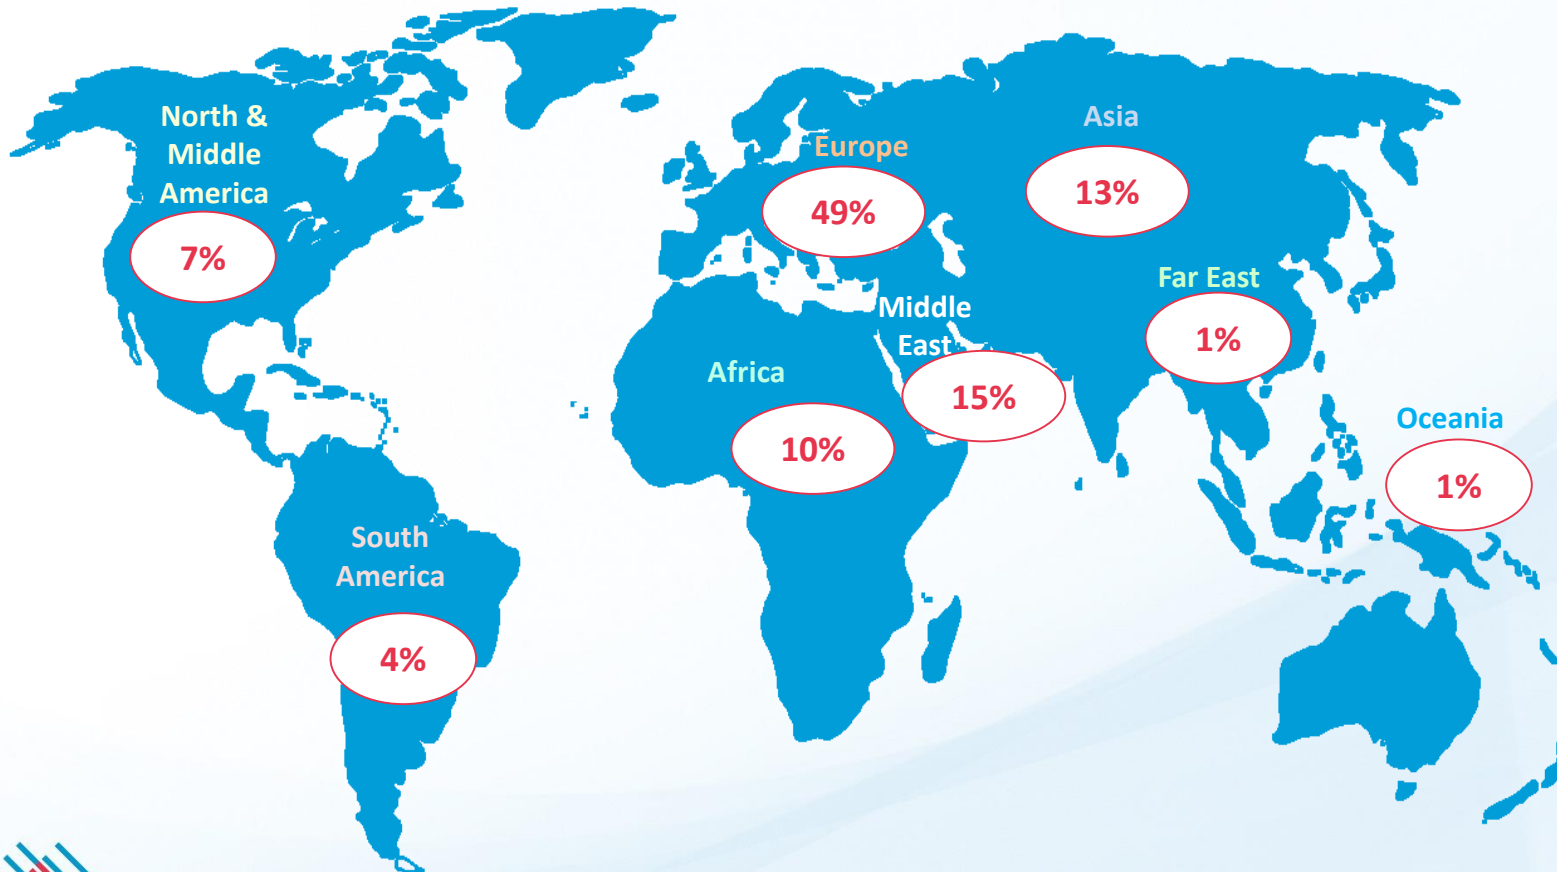 North &
Middle
America
7%
Europe
49%
Asia
13%
Far East
1%
Middle
East
15%
Africa
10%
Oceania
1%
South
America
4%